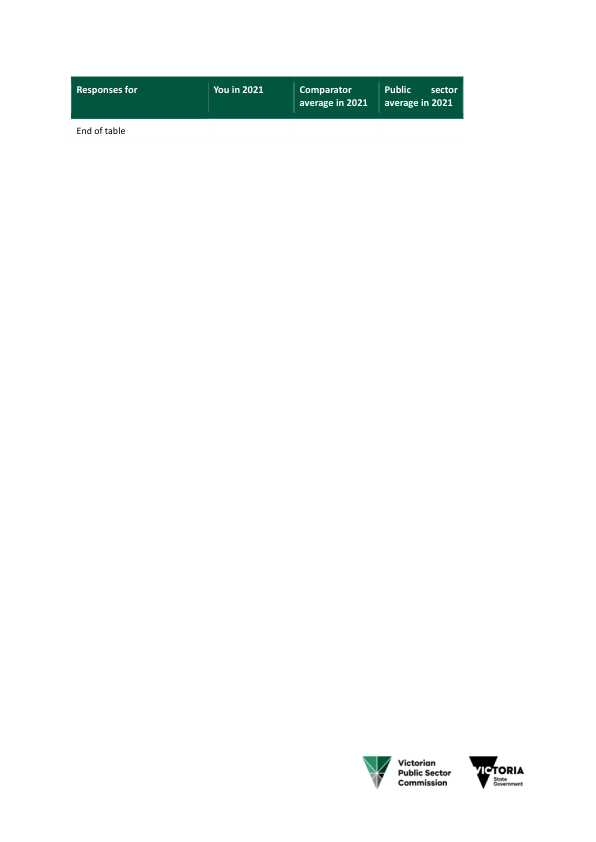 Responses for
You in 2021
Comparator
average in 2021
Public sector
average in 2021
End of table
Victorian
Public Sector
Commission
VICTORIA
State
Government